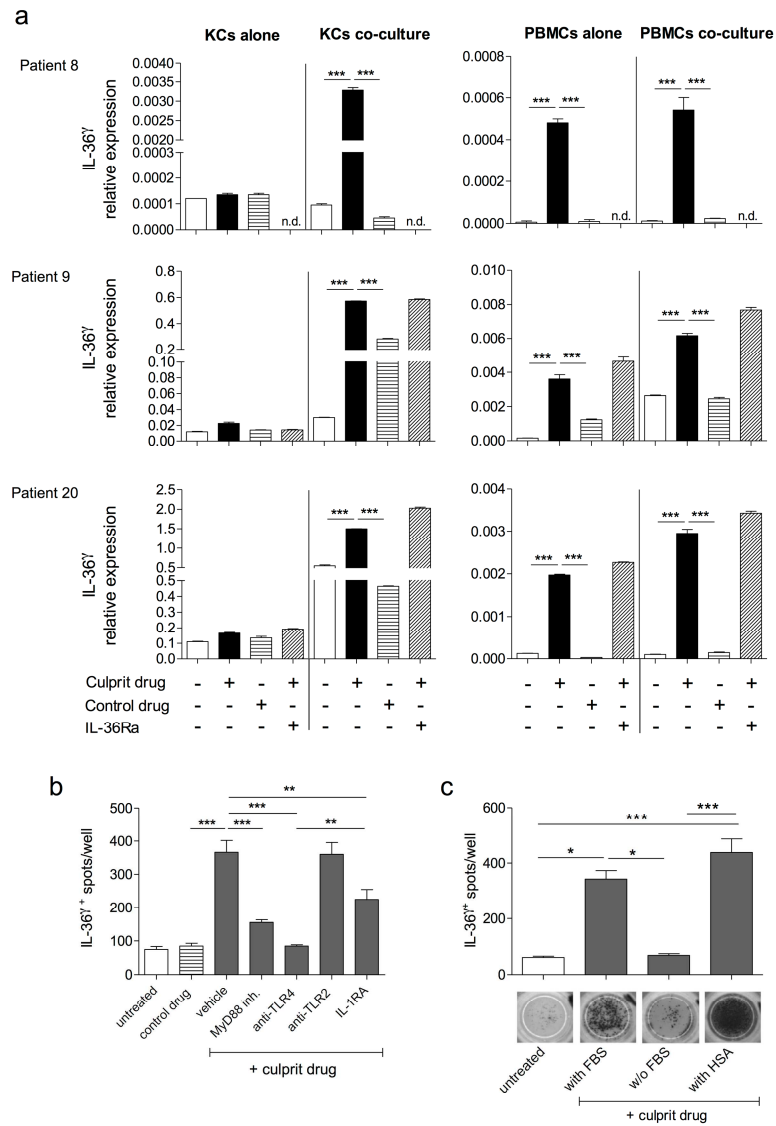 a
KCs alone KCs co-culture PBMCs alone PBMCs co-culture
Patient 8
IL-36γ
relative expression
0.0040
0.0035
0.0030
0.0025
0.0020
0.0003
0.0002
0.0001
0.0000
n.d.
*** ***
n.d.
0.0008
0.0006
0.0004
0.0002
0.0000
*** ***
n.d.
*** ***
n.d.
Patient 9
IL-36γ
relative expression
0.8
0.6
0.4
0.2
0.10
0.08
0.06
0.04
0.02
0.00
*** ***
0.010
0.008
0.006
0.004
0.002
0.000
*** ***
*** ***
Patient 20
IL-36γ
relative expression
2.5
2.0
1.5
1.0
0.5
0.5
0.4
0.3
0.2
0.1
0.0
*** ***
0.004
0.003
0.002
0.001
0.000
*** ***
*** ***
Culprit drug - + - + - + - + - + - + - + - +
Control drug - - + - - - + - - - + - - - + -
IL-36Ra - - - + - - - + - - - + - - - +
b
IL-36γ + spots/well
500
400
300
200
100
0
**
***
**
*** ***
untreated
control drug
vehicle
MyD88 inh.
anti-TLR4
anti-TLR2
IL-1RA
+ culprit drug
c
IL-36γ+ spots/well
600
400
200
0
***
***
* *
untreated
with FBS
w/o FBS
with HSA
+ culprit drug